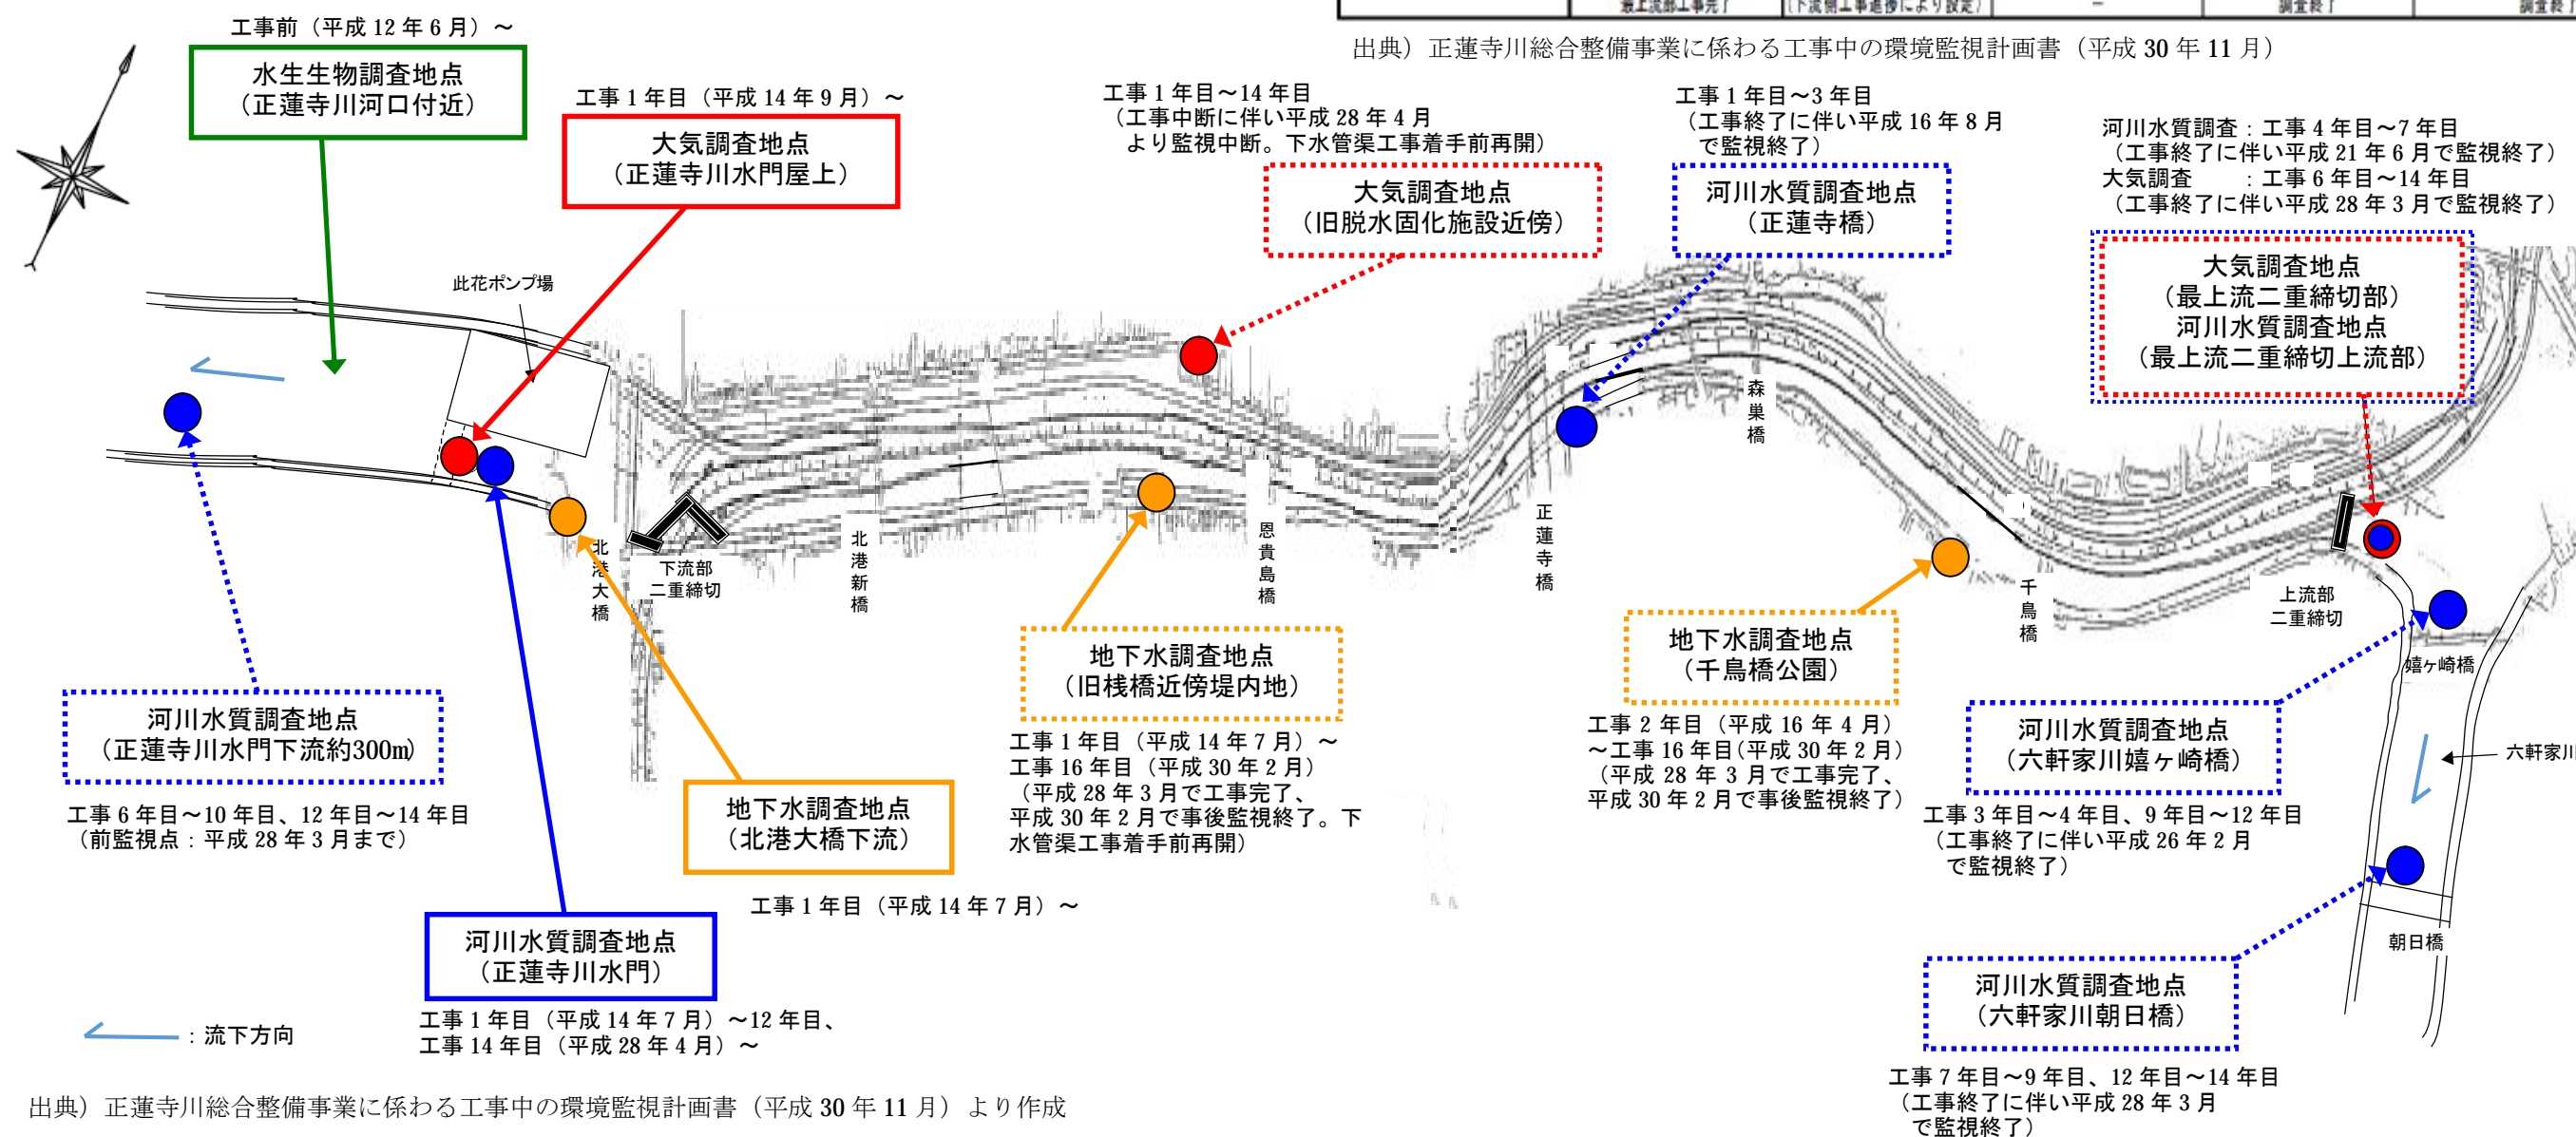 最上流部工事完了
(下流側工事進捗により設定)
－
調査終了
調査終了
出典）正蓮寺川総合整備事業に係わる工事中の環境監視計画書（平成 30 年 11 月）
工事前（平成 12 年 6 月）～
水生生物調査地点
（正蓮寺川河口付近）
工事 1 年目（平成 14 年 9 月）～
大気調査地点
（正蓮寺川水門屋上）
工事 1 年目～14 年目
（工事中断に伴い平成 28 年 4 月
より監視中断。下水管渠工事着手前再開）
大気調査地点
（旧脱水固化施設近傍）
工事 1 年目～3 年目
（工事終了に伴い平成 16 年 8 月
で監視終了）
河川水質調査地点
（正蓮寺橋）
河川水質調査：工事 4 年目～7 年目
（工事終了に伴い平成 21 年 6 月で監視終了）
大気調査　　：工事 6 年目～14 年目
（工事終了に伴い平成 28 年 3 月で監視終了）
大気調査地点
（最上流二重締切部）
河川水質調査地点
（最上流二重締切上流部）
此花ポンプ場
北港大橋
下流部
二重締切
北港新橋
恩貴島橋
正蓮寺橋
森巣橋
千鳥橋
上流部
二重締切
嬉ヶ崎橋
六軒家川
朝日橋
河川水質調査地点
（正蓮寺川水門下流約300m）
工事 6 年目～10 年目、12 年目～14 年目
（前監視点：平成 28 年 3 月まで）
地下水調査地点
（北港大橋下流）
工事 1 年目（平成 14 年 7 月）～
河川水質調査地点
（正蓮寺川水門）
工事 1 年目（平成 14 年 7 月）～12 年目、
工事 14 年目（平成 28 年 4 月）～
地下水調査地点
（旧桟橋近傍堤内地）
工事 1 年目（平成 14 年 7 月）～
工事 16 年目（平成 30 年 2 月）
（平成 28 年 3 月で工事完了、
平成 30 年 2 月で事後監視終了。下
水管渠工事着手前再開）
地下水調査地点
（千鳥橋公園）
工事 2 年目（平成 16 年 4 月）
～工事 16 年目（平成 30 年 2 月）
（平成 28 年 3 月で工事完了、
平成 30 年 2 月で事後監視終了）
河川水質調査地点
（六軒家川嬉ヶ崎橋）
工事 3 年目～4 年目、9 年目～12 年目
（工事終了に伴い平成 26 年 2 月
で監視終了）
河川水質調査地点
（六軒家川朝日橋）
工事 7 年目～9 年目、12 年目～14 年目
（工事終了に伴い平成 28 年 3 月
で監視終了）
：流下方向
出典）正蓮寺川総合整備事業に係わる工事中の環境監視計画書（平成 30 年 11 月）より作成